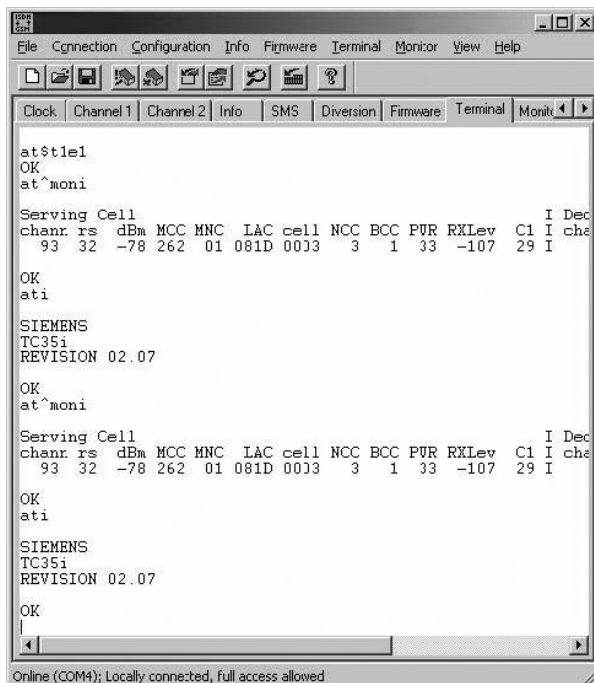 ISDN
GSM
File Connection Configuration Info Firmware Terminal Monitor View Help
Clock Channel 1 Channel 2 Info SMS Diversion Firmware Terminal Monito
at$t1e1
OK
at^moni
Serving Cell I Dec
chann rs dBm MCC MNC LAC cell NCC BCC PWR RXLev C1 I cha
93 32 -78 262 01 081D 0033 3 1 33 -107 29 I
OK
ati
SIEMENS
TC35i
REVISION 02.07
OK
at^moni
Serving Cell I Dec
chann rs dBm MCC MNC LAC cell NCC BCC PWR RXLev C1 I cha
93 32 -78 262 01 081D 0033 3 1 33 -107 29 I
OK
ati
SIEMENS
TC35i
REVISION 02.07
OK
Online (COM4); Locally connected, full access allowed